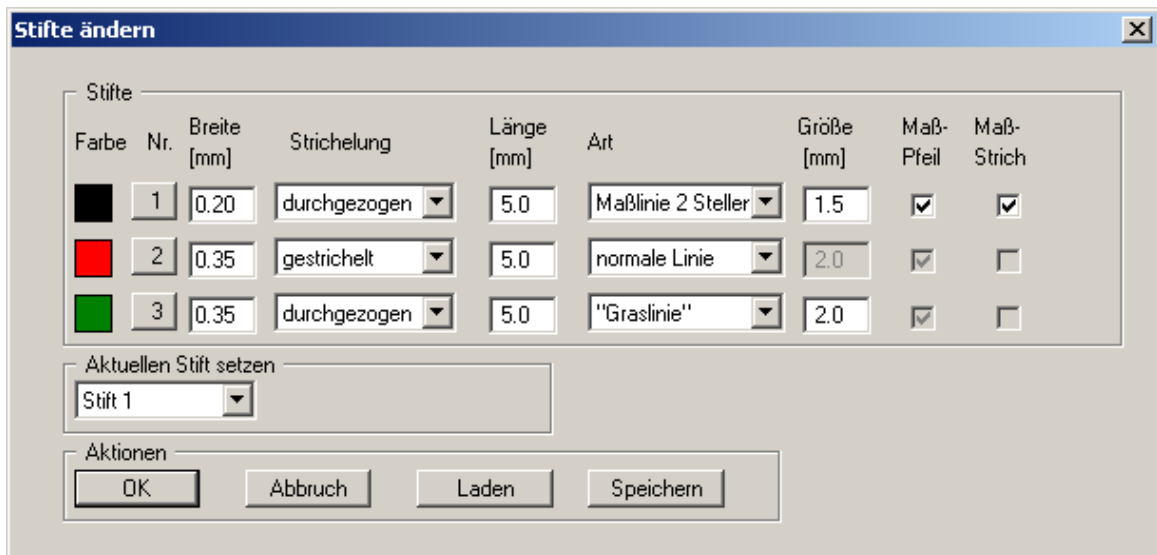 Stifte ändern
Stifte
Farbe Nr. Breite [mm] Strichelung Länge [mm] Art Größe [mm] Maß-Pfeil Maß-Strich
1 0.20 durchgezogen 5.0 Maßlinie 2 Steller 1.5
2 0.35 gestrichelt 5.0 normale Linie 2.0
3 0.35 durchgezogen 5.0 "Graslinie" 2.0
Aktuellen Stift setzen
Stift 1
Aktionen
OK Abbruch Laden Speichern